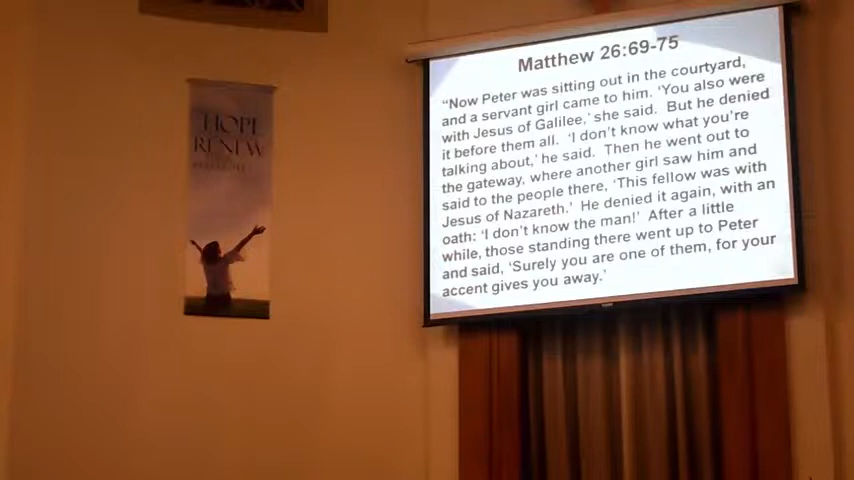 HOPE
RENEW
Matthew 26:69-75
"Now Peter was sitting out in the courtyard,
and a servant girl came to him. 'You also were
with Jesus of Galilee,' she said. But he denied
it before them all. 'I don't know what you're
talking about,' he said. Then he went out to
the gateway, where another girl saw him and
said to the people there, 'This fellow was with
Jesus of Nazareth.' He denied it again, with an
oath: 'I don't know the man!' After a little
while, those standing there went up to Peter
and said, 'Surely you are one of them, for your
accent gives you away.'